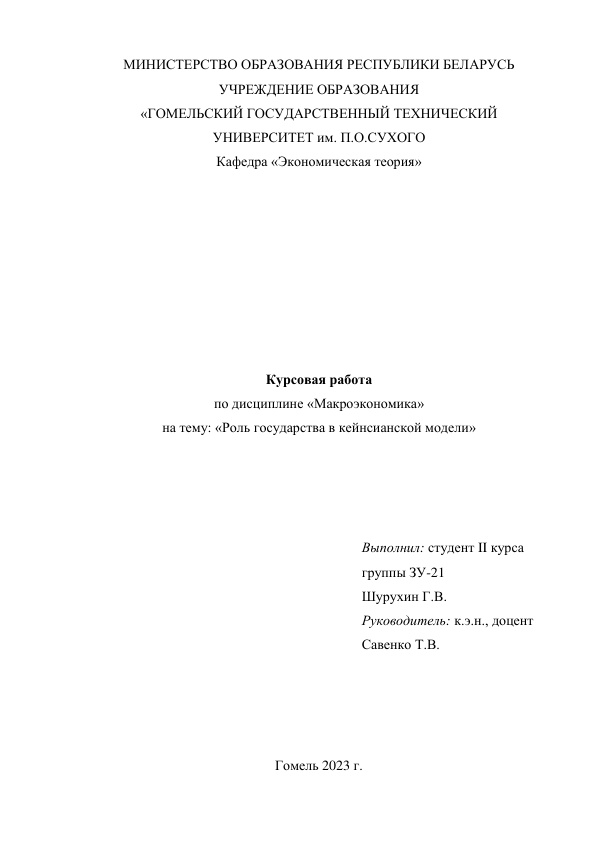 МИНИСТЕРСТВО ОБРАЗОВАНИЯ РЕСПУБЛИКИ БЕЛАРУСЬ
УЧРЕЖДЕНИЕ ОБРАЗОВАНИЯ
«ГОМЕЛЬСКИЙ ГОСУДАРСТВЕННЫЙ ТЕХНИЧЕСКИЙ
УНИВЕРСИТЕТ им. П.О.СУХОГО
Кафедра «Экономическая теория»
Курсовая работа
по дисциплине «Макроэкономика»
на тему: «Роль государства в кейнсианской модели»
Выполнил: студент II курса
группы ЗУ-21
Шурухин Г.В.
Руководитель: к.э.н., доцент
Савенко Т.В.
Гомель 2023 г.